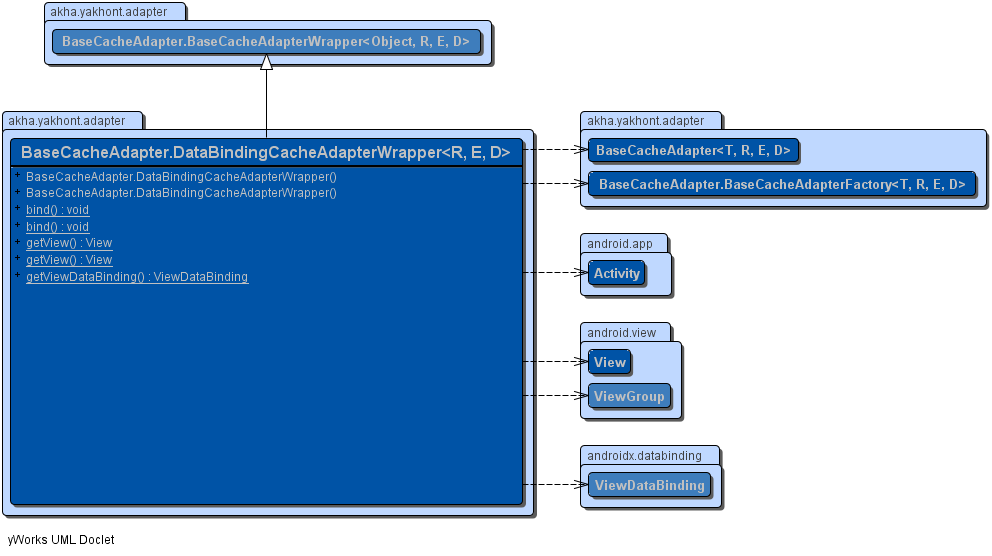 akha.yakhont.adapter
BaseCacheAdapter.BaseCacheAdapterWrapper<Object, R, E, D>
akha.yakhont.adapter
BaseCacheAdapter.DataBindingCacheAdapterWrapper<R, E, D>
+ BaseCacheAdapter.DataBindingCacheAdapterWrapper()
+ BaseCacheAdapter.DataBindingCacheAdapterWrapper()
+ bind() : void
+ bind() : void
+ getView() : View
+ getView() : View
+ getViewDataBinding() : ViewDataBinding
akha.yakhont.adapter
BaseCacheAdapter<T, R, E, D>
BaseCacheAdapter.BaseCacheAdapterFactory<T, R, E, D>
android.app
Activity
android.view
View
ViewGroup
androidx.databinding
ViewDataBinding
yWorks UML Doclet